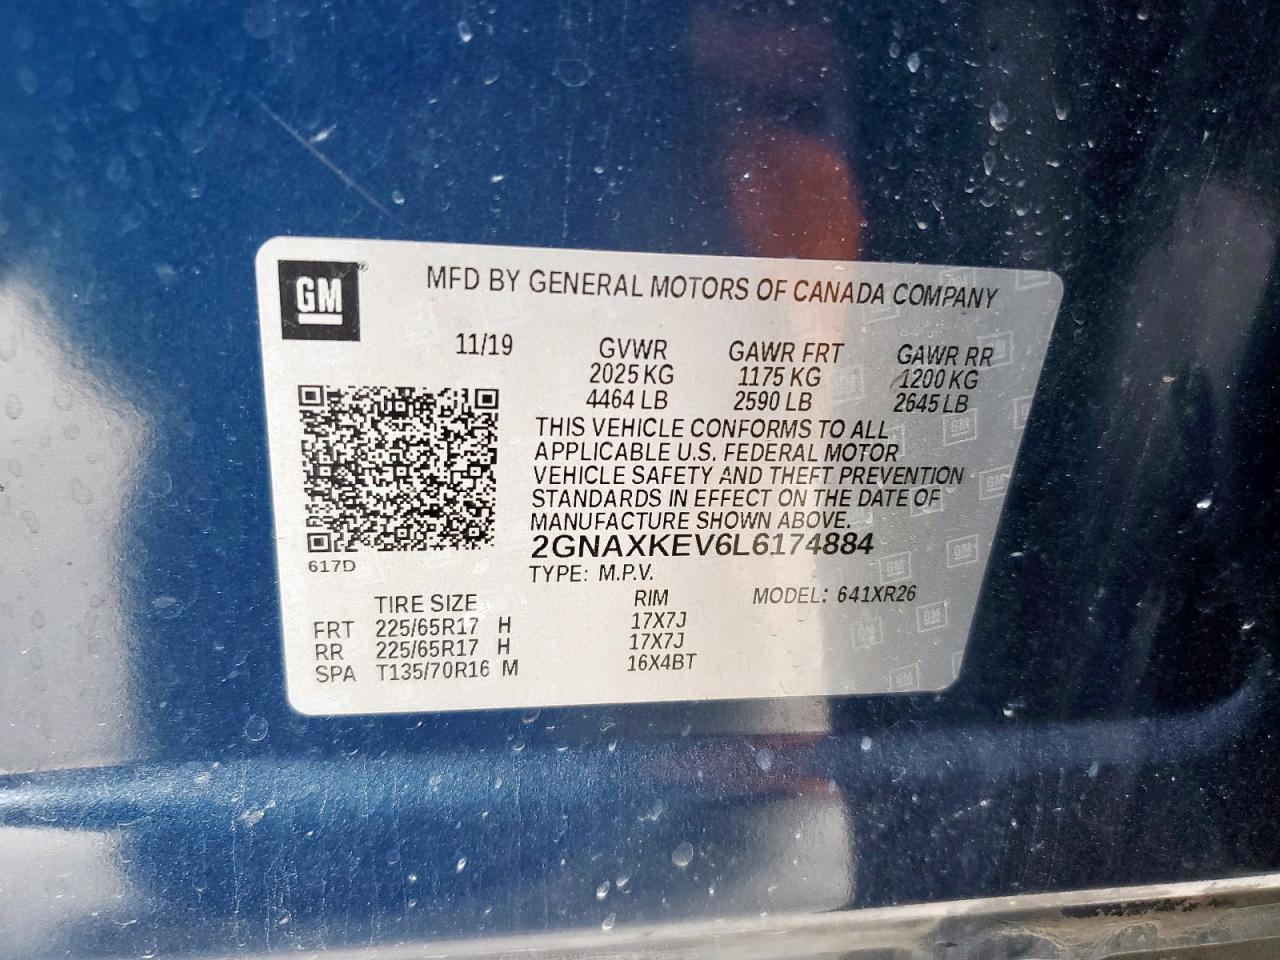 GM
MFD BY GENERAL MOTORS OF CANADA COMPANY
11/19 GVWR GAWR FRT GAWR RR
2025 KG 1175 KG 1200 KG
4464 LB 2590 LB 2645 LB
THIS VEHICLE CONFORMS TO ALL
APPLICABLE U.S. FEDERAL MOTOR
VEHICLE SAFETY AND THEFT PREVENTION
STANDARDS IN EFFECT ON THE DATE OF
MANUFACTURE SHOWN ABOVE.
2GNAXKEV6L6174884
617D
TYPE: M.P.V.
TIRE SIZE RIM MODEL: 641XR26
FRT 225/65R17 H 17X7J
RR 225/65R17 H 17X7J
SPA T135/70R16 M 16X4BT